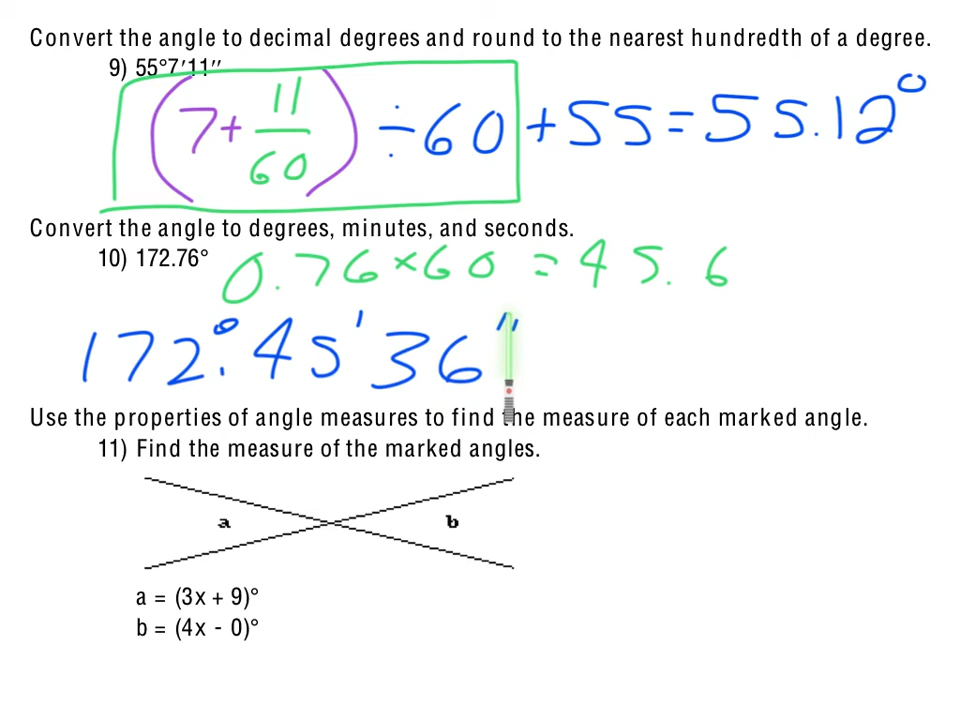 Convert the angle to decimal degrees and round to the nearest hundredth of a degree.
9) 55°7′11′′
(7+ 11/60) ÷60 +55=55.12°
Convert the angle to degrees, minutes, and seconds.
10) 172.76° 0.76×60 = 45.6
172°. 45' 36"
Use the properties of angle measures to find the measure of each marked angle.
11) Find the measure of the marked angles.
a b
a = (3x + 9)°
b = (4x - 0)°